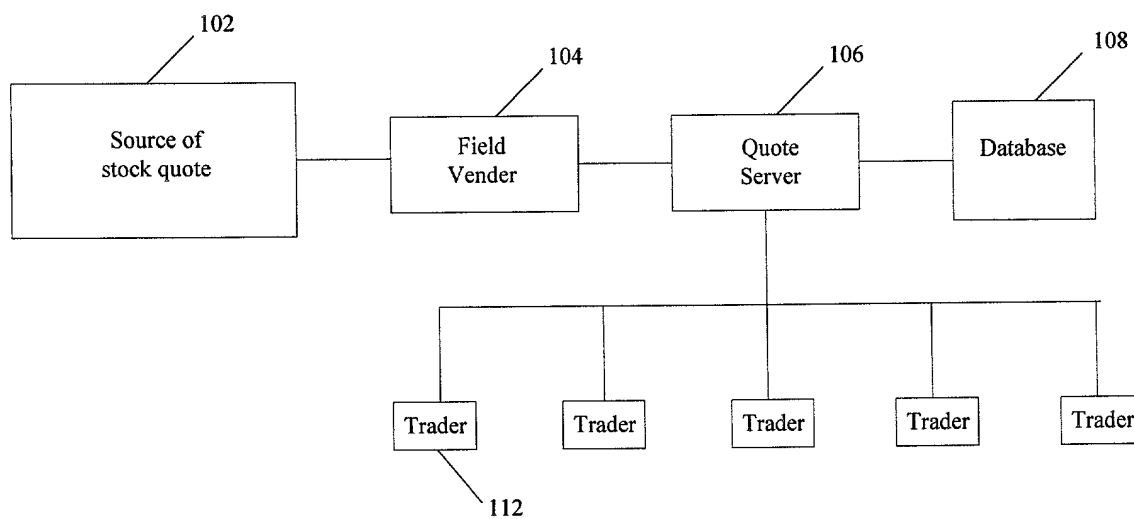 102
104
106
108
Source of
stock quote
Field
Vender
Quote
Server
Database
Trader
Trader
Trader
Trader
Trader
112